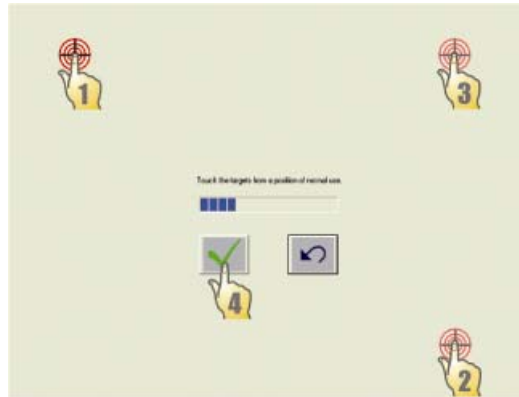 1
3
Touch the targets from a position of normal use.
4
2